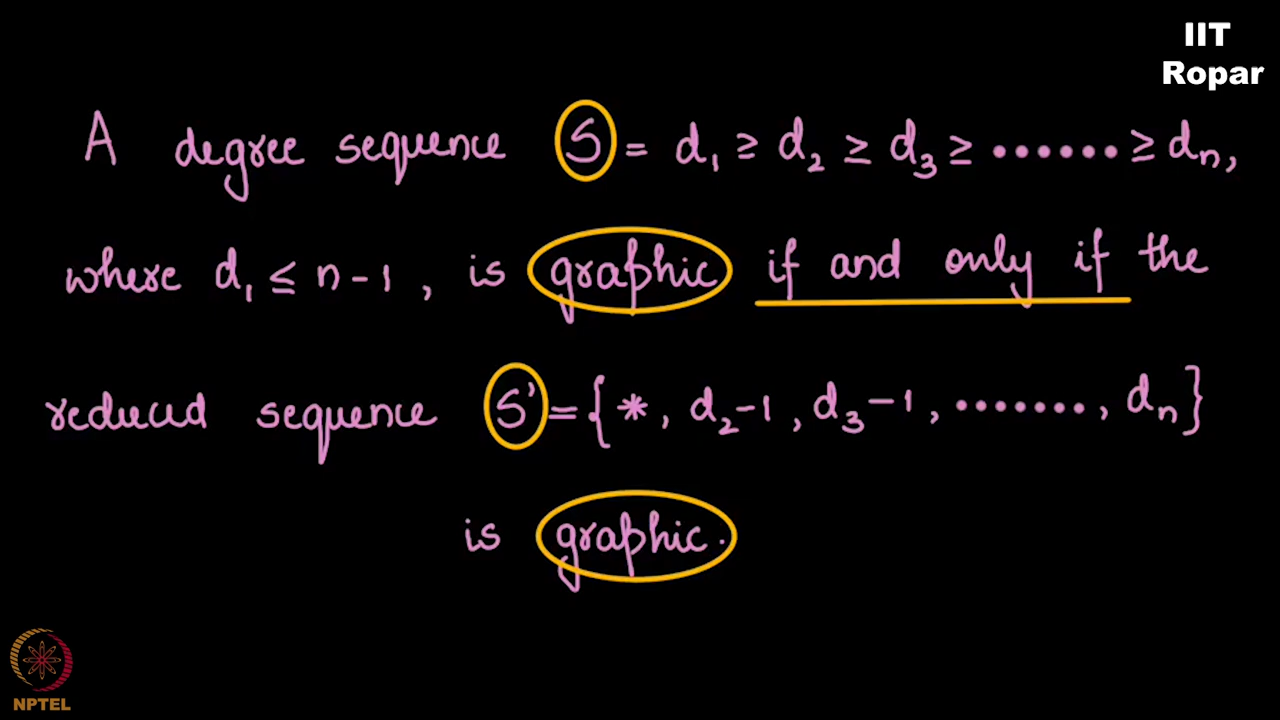 IIT
Ropar
A degree sequence S = d₁ ≥ d₂ ≥ d₃ ≥ ...... ≥ dₙ,
where d₁ ≤ n-1, is graphic if and only if the
reduced sequence S' = {*, d₂-1, d₃-1, ......., dₙ}
is graphic.
NPTEL